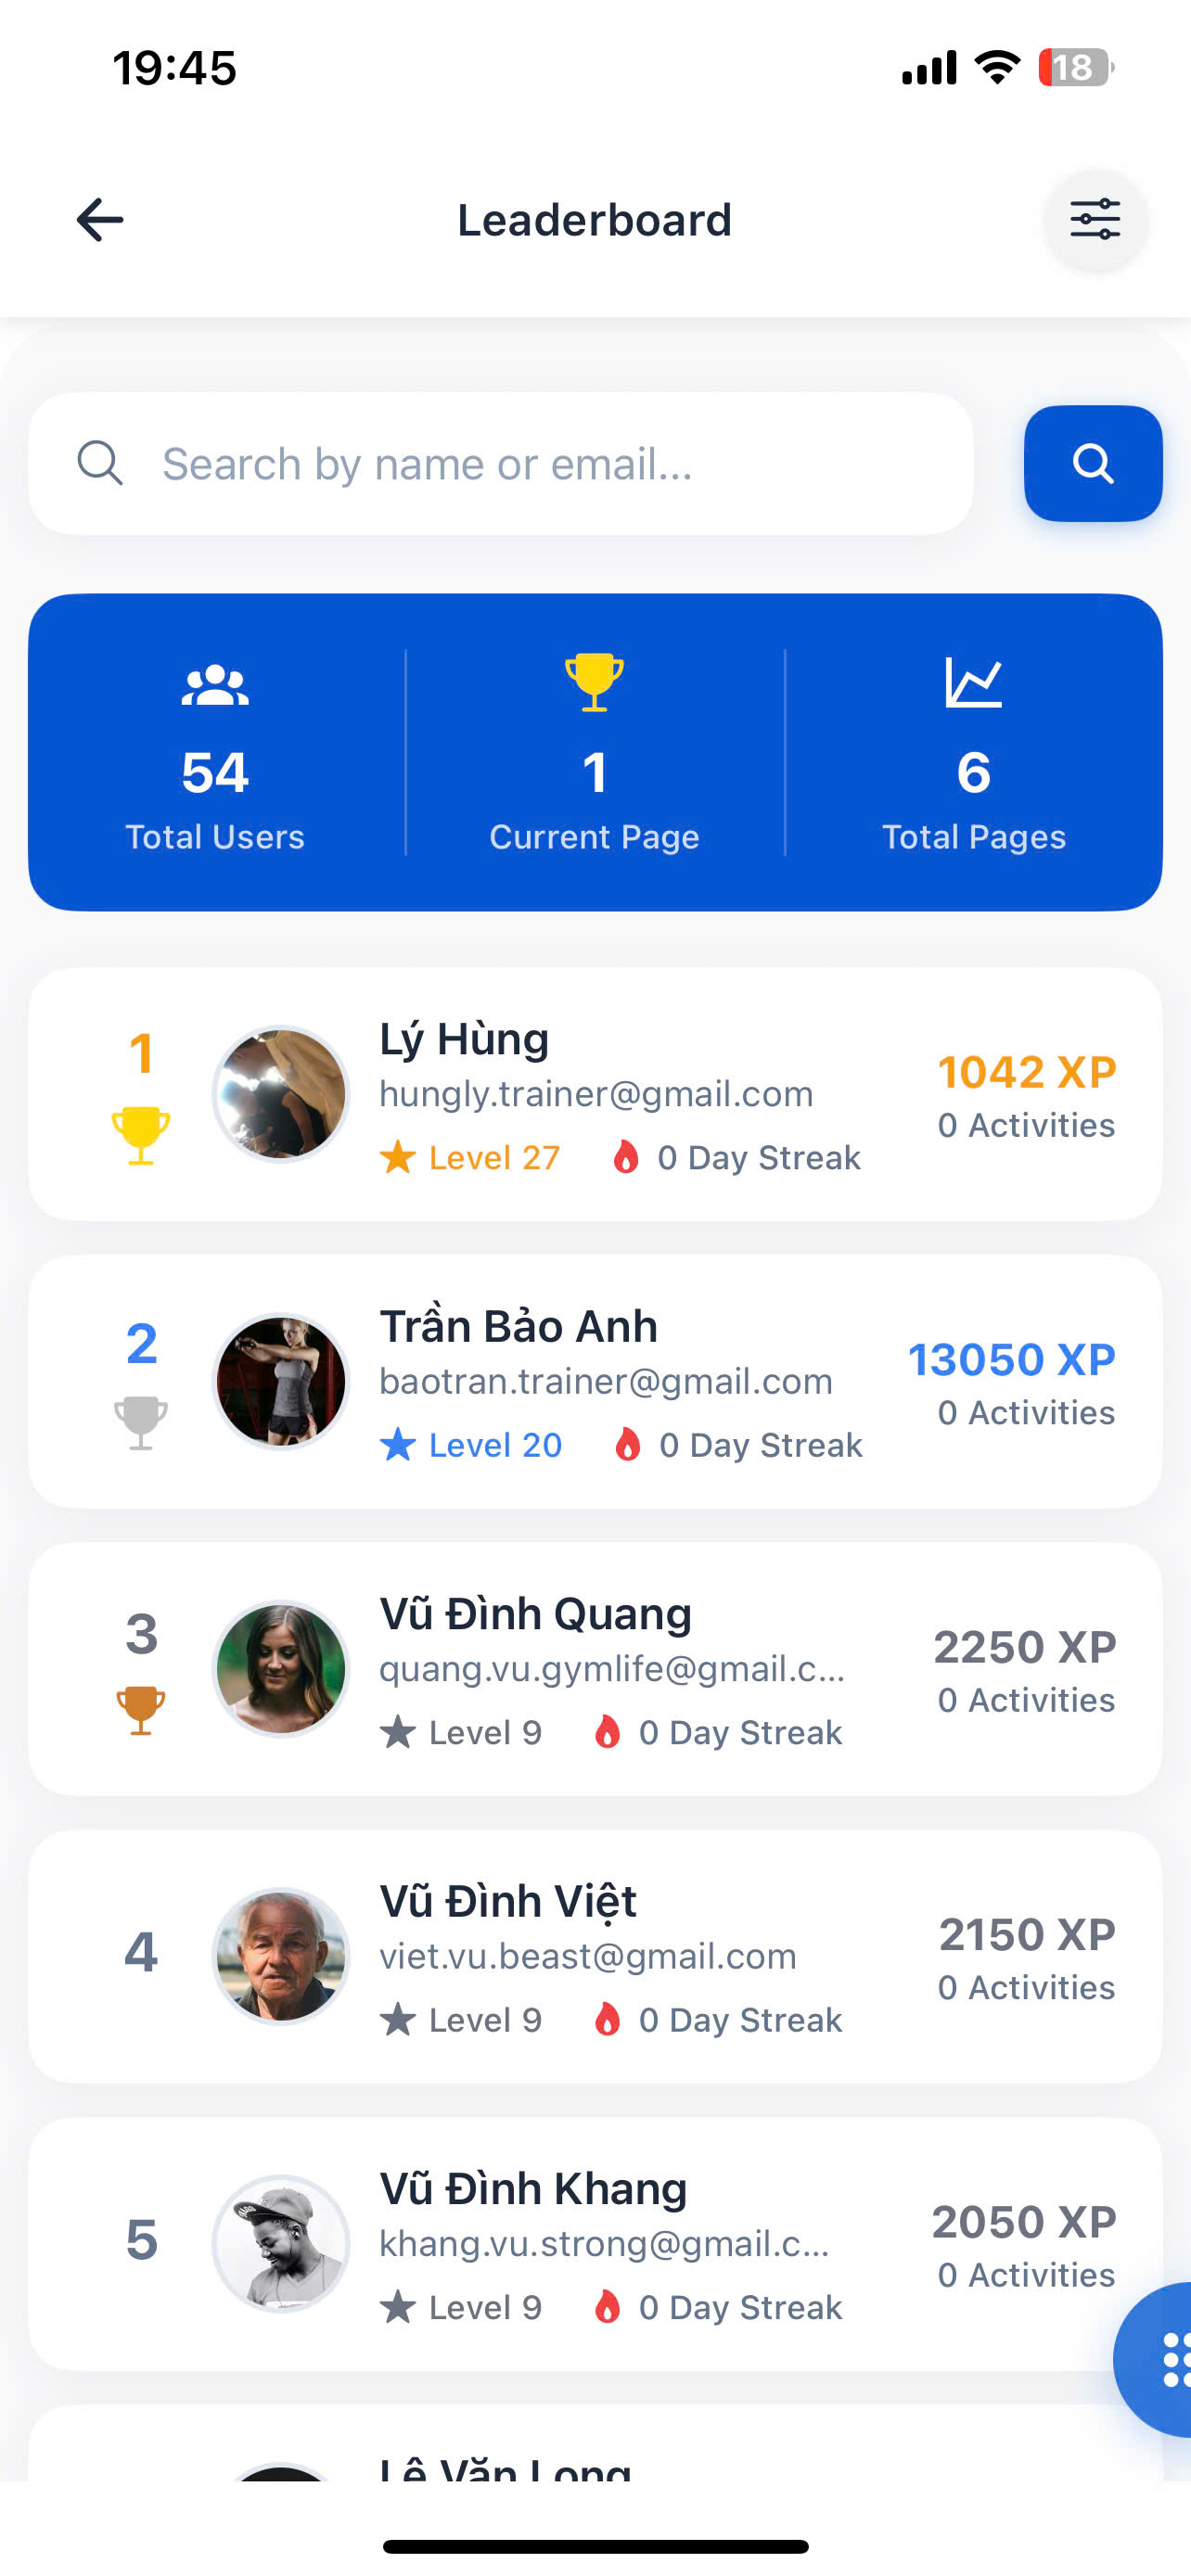 19:45
18
Leaderboard
Search by name or email...
54
Total Users
1
Current Page
6
Total Pages
1
Lý Hùng
hungly.trainer@gmail.com
Level 27
0 Day Streak
1042 XP
0 Activities
2
Trần Bảo Anh
baotran.trainer@gmail.com
Level 20
0 Day Streak
13050 XP
0 Activities
3
Vũ Đình Quang
quang.vu.gymlife@gmail.c...
Level 9
0 Day Streak
2250 XP
0 Activities
4
Vũ Đình Việt
viet.vu.beast@gmail.com
Level 9
0 Day Streak
2150 XP
0 Activities
5
Vũ Đình Khang
khang.vu.strong@gmail.c...
Level 9
0 Day Streak
2050 XP
0 Activities
Lê Văn Long